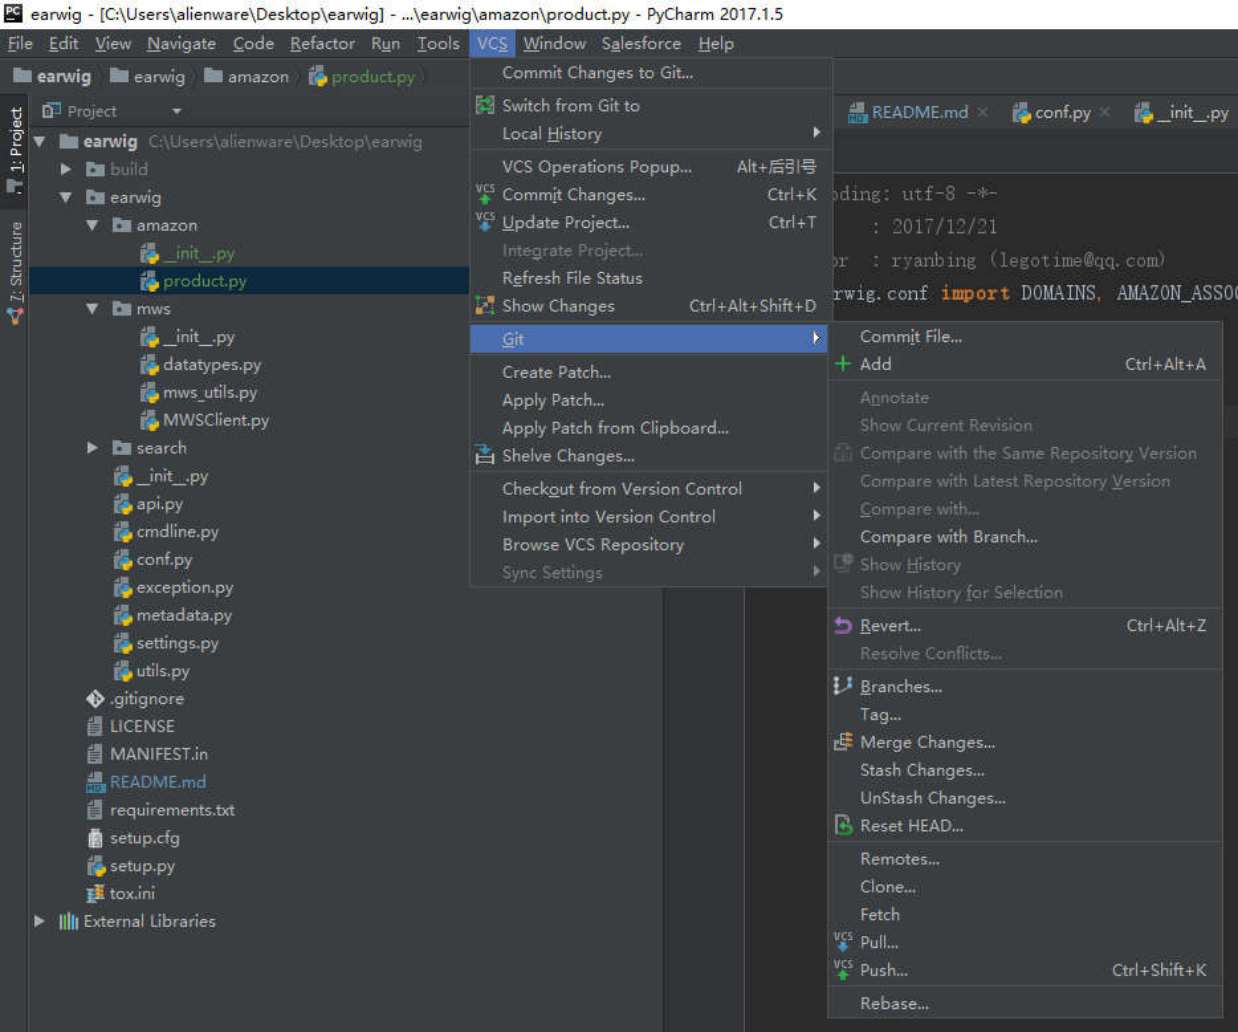 PC earwig - [C:\Users\alienware\Desktop\earwig] - ...\earwig\amazon\product.py - PyCharm 2017.1.5
File Edit View Navigate Code Refactor Run Tools VCS Window Salesforce Help
earwig earwig amazon product.py
Project
README.md conf.py __init__.py
1: Project
7: Structure
earwig C:\Users\alienware\Desktop\earwig
build
earwig
amazon
__init__.py
product.py
mws
__init__.py
datatypes.py
mws_utils.py
MWSClient.py
search
__init__.py
api.py
cmdline.py
conf.py
exception.py
metadata.py
settings.py
utils.py
.gitignore
LICENSE
MANIFEST.in
README.md
requirements.txt
setup.cfg
setup.py
tox.ini
External Libraries
Commit Changes to Git...
Switch from Git to
Local History
VCS Operations Popup... Alt+后引号
VCS Commit Changes... Ctrl+K
VCS Update Project... Ctrl+T
Integrate Project...
Refresh File Status
Show Changes Ctrl+Alt+Shift+D
Git
Create Patch...
Apply Patch...
Apply Patch from Clipboard...
Shelve Changes...
Checkout from Version Control
Import into Version Control
Browse VCS Repository
Sync Settings
oding: utf-8 -*-
: 2017/12/21
or : ryanbing (legotime@qq.com)
rwig.conf import DOMAINS, AMAZON_ASSO
Commit File...
Add Ctrl+Alt+A
Annotate
Show Current Revision
Compare with the Same Repository Version
Compare with Latest Repository Version
Compare with...
Compare with Branch...
Show History
Show History for Selection
Revert... Ctrl+Alt+Z
Resolve Conflicts...
Branches...
Tag...
Merge Changes...
Stash Changes...
UnStash Changes...
Reset HEAD...
Remotes...
Clone...
Fetch
VCS Pull...
VCS Push... Ctrl+Shift+K
Rebase...